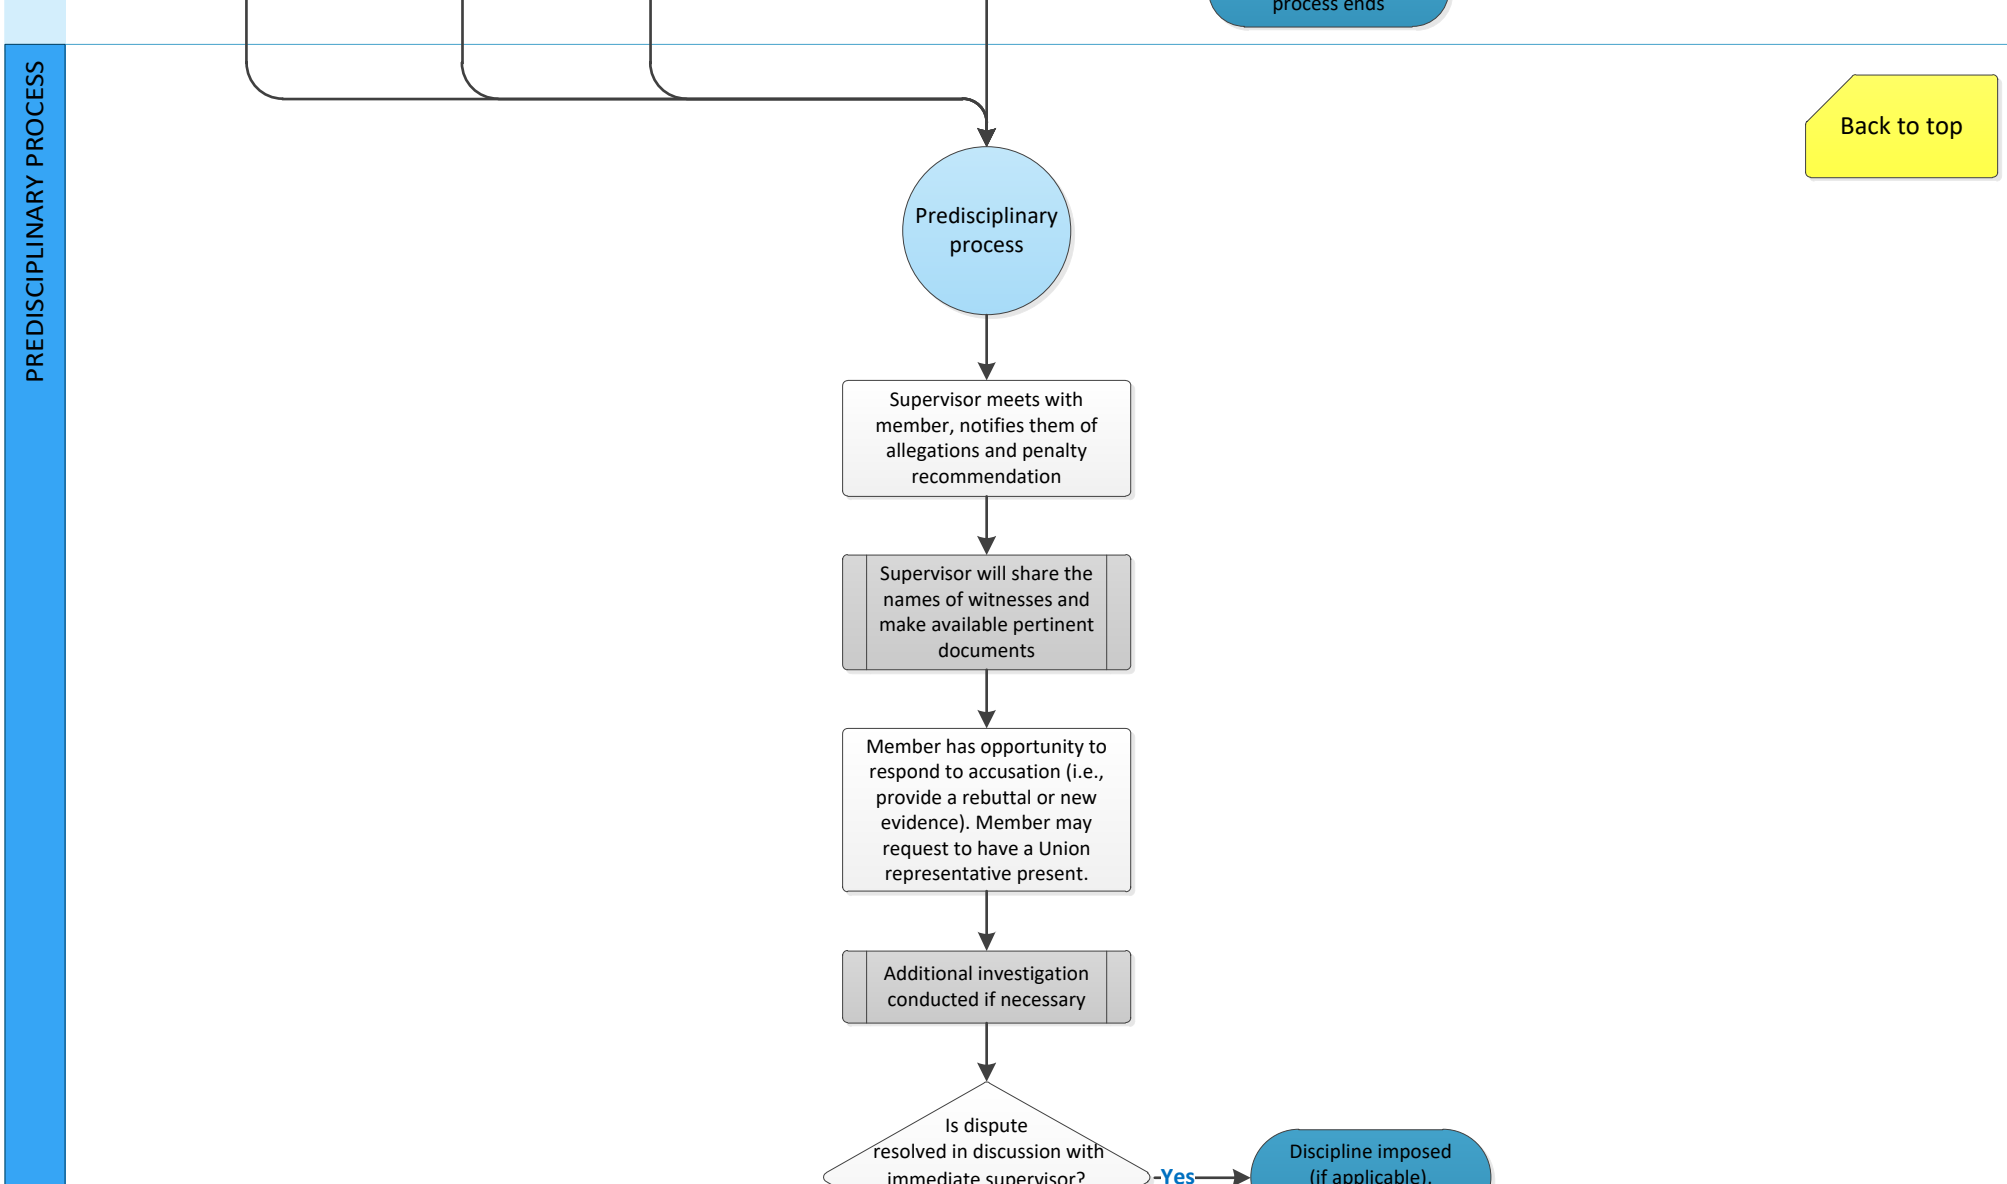 process ends
PREDISCIPLINARY PROCESS
Back to top
Predisciplinary
process
Supervisor meets with
member, notifies them of
allegations and penalty
recommendation
Supervisor will share the
names of witnesses and
make available pertinent
documents
Member has opportunity to
respond to accusation (i.e.,
provide a rebuttal or new
evidence). Member may
request to have a Union
representative present.
Additional investigation
conducted if necessary
Is dispute
resolved in discussion with
immediate supervisor?
Yes
Discipline imposed
(if applicable).